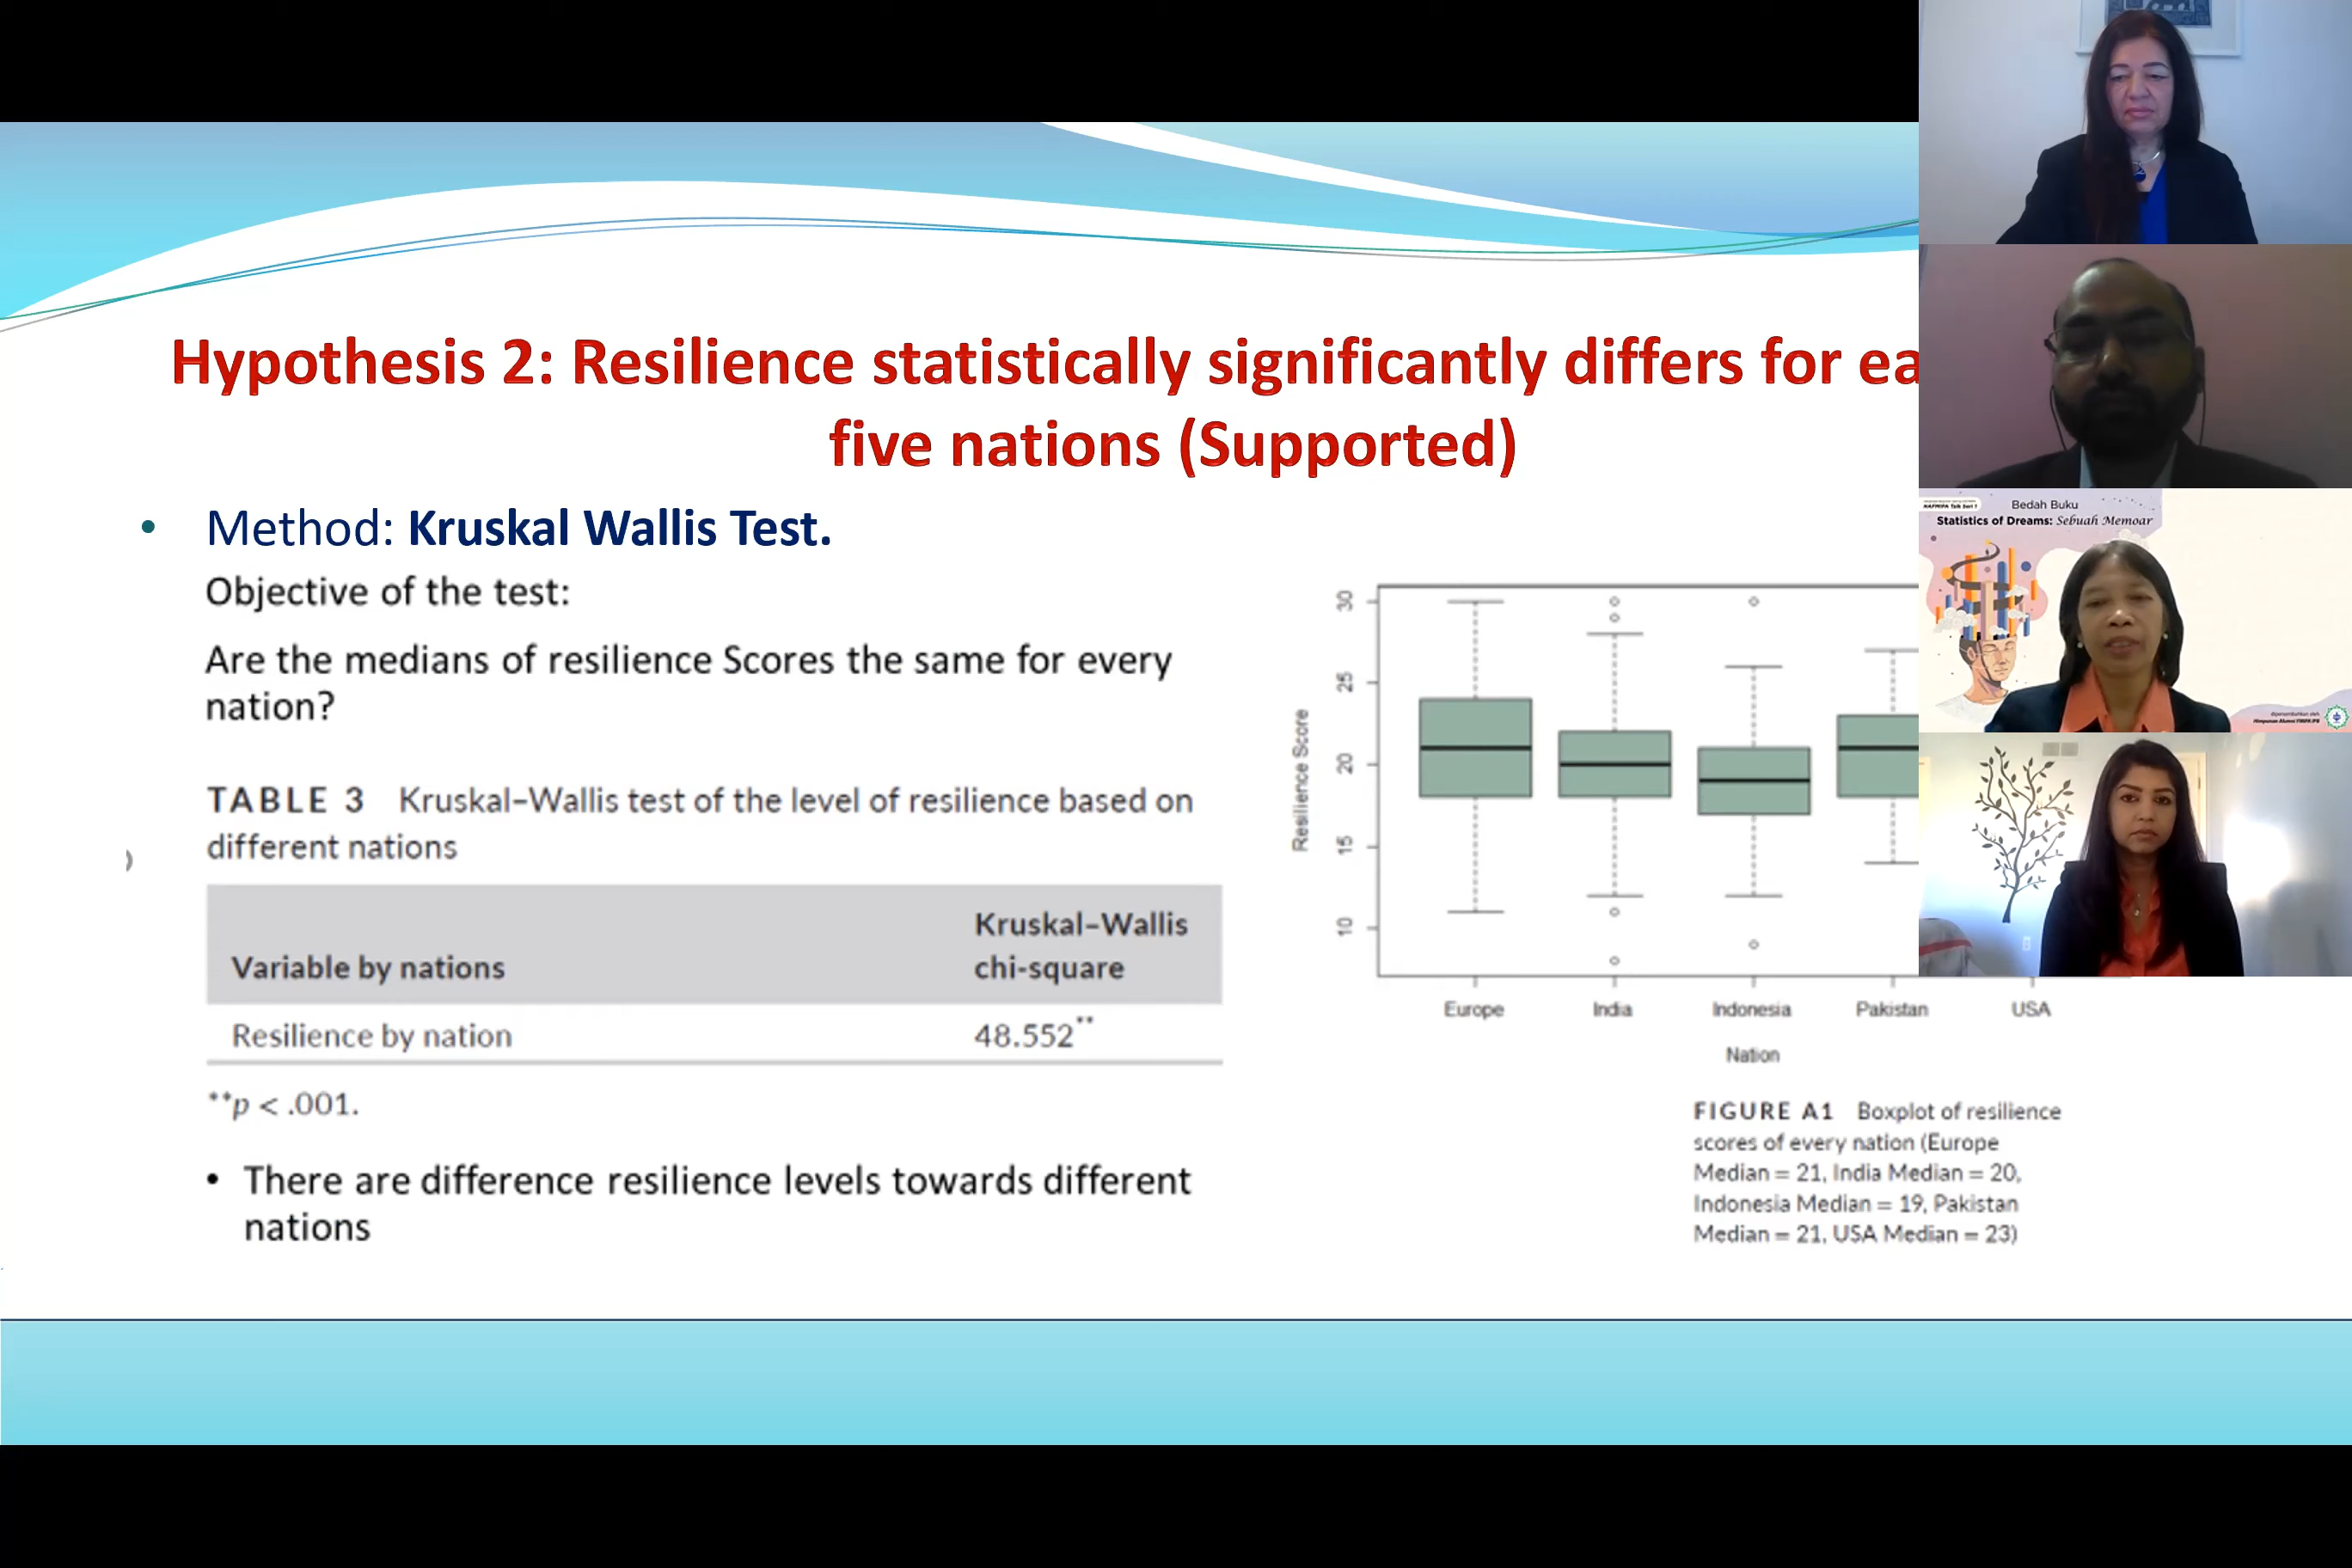 Hypothesis 2: Resilience statistically significantly differs for ea
five nations (Supported)
• Method: Kruskal Wallis Test.
Objective of the test:
Are the medians of resilience Scores the same for every
nation?
TABLE 3 Kruskal–Wallis test of the level of resilience based on
different nations
Variable by nations
Kruskal–Wallis
chi-square
Resilience by nation 48.552**
**p < .001.
• There are difference resilience levels towards different
nations
Resilience Score
30
25
20
15
10
Europe India Indonesia Pakistan USA
Nation
FIGURE A1 Boxplot of resilience
scores of every nation (Europe
Median = 21, India Median = 20,
Indonesia Median = 19, Pakistan
Median = 21, USA Median = 23)
Bedah Buku
Statistics of Dreams: Sebuah Memoar
Himpunan Alumni FMIPA IPB